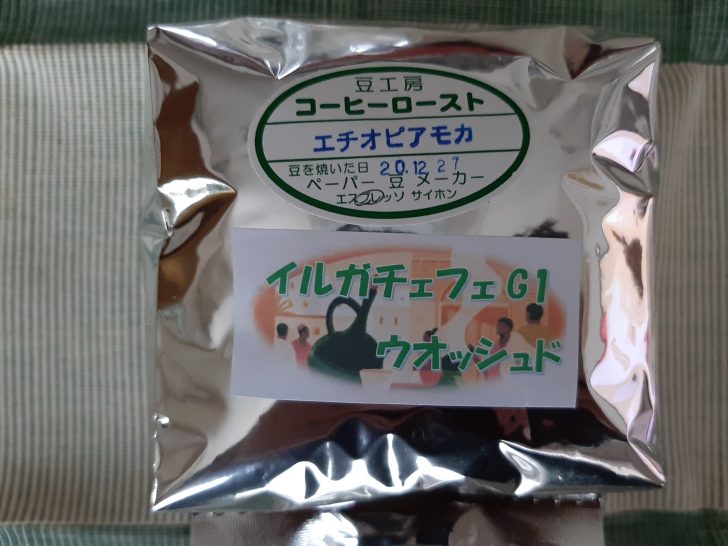 豆工房
コーヒーロースト
エチオピアモカ
豆を焼いた日 20.12.27
ペーパー 豆 メーカー
エスプレッソ サイホン
イルガチェフェ G1
ウオッシュド